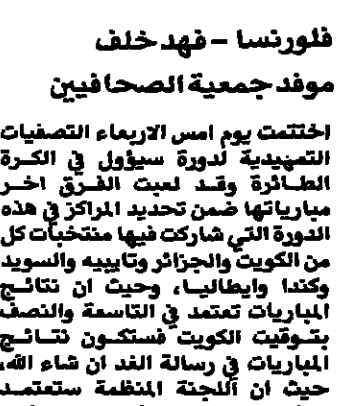 فلورنسا – فهد خلف
موفد جمعية الصحافيين
اختتمت يوم امس الاربعاء التصفيات
التمهيدية لدورة سيؤول في الكرة
الطائرة وقد لعبت الفرق اخر
مبارياتها ضمن تحديد المراكز في هذه
الدورة التي شاركت فيها منتخبات كل
من الكويت والجزائر وتايبيه والسويد
وكندا وايطاليا، وحيث ان نتائج
المباريات تعتمد في التاسعة والنصف
بتوقيت الكويت فستكون نتائج
المباريات في رسالة الغد ان شاء الله،
حيث ان اللجنة المنظمة ستعتمد